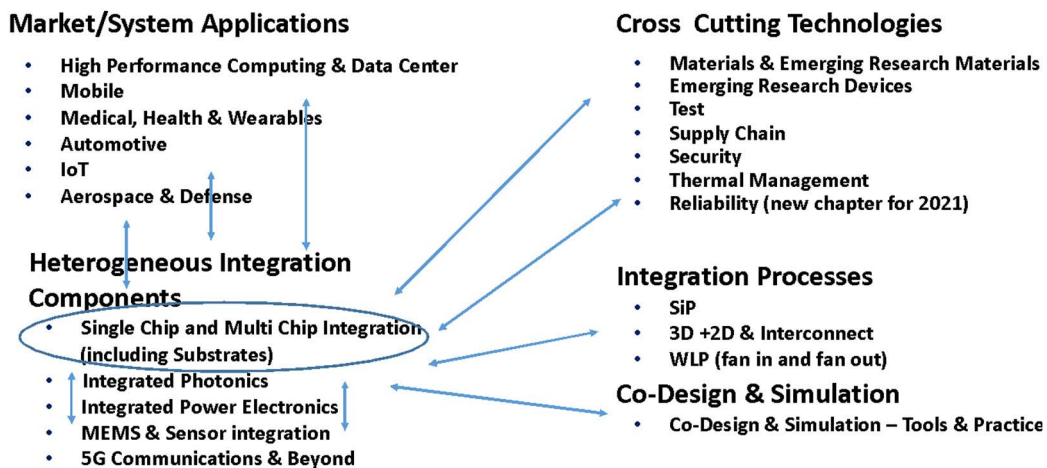 Market/System Applications
• High Performance Computing & Data Center
• Mobile
• Medical, Health & Wearables
• Automotive
• IoT
• Aerospace & Defense
Heterogeneous Integration
Components
• Single Chip and Multi Chip Integration
(including Substrates)
• Integrated Photonics
• Integrated Power Electronics
• MEMS & Sensor integration
• 5G Communications & Beyond
Cross Cutting Technologies
• Materials & Emerging Research Materials
• Emerging Research Devices
• Test
• Supply Chain
• Security
• Thermal Management
• Reliability (new chapter for 2021)
Integration Processes
• SiP
• 3D +2D & Interconnect
• WLP (fan in and fan out)
Co-Design & Simulation
• Co-Design & Simulation – Tools & Practice